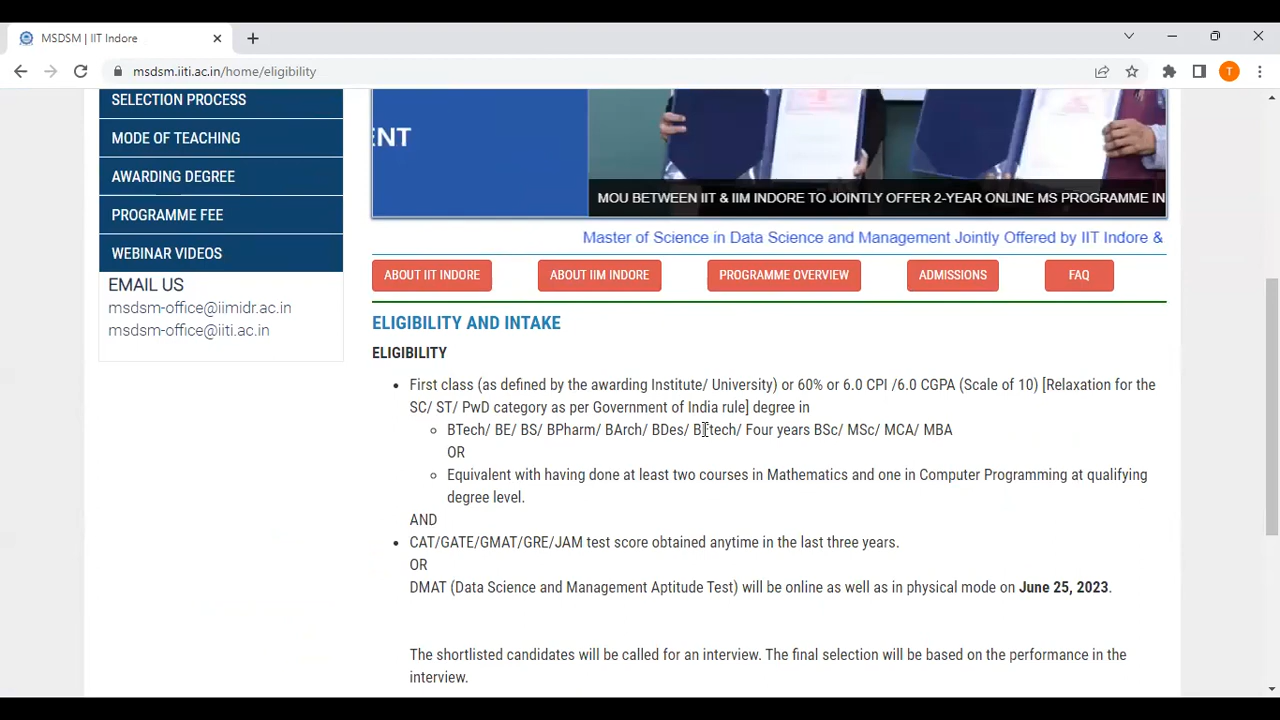 MSDSM | IIT Indore
msdsm.iiti.ac.in/home/eligibility
T
SELECTION PROCESS
MODE OF TEACHING
AWARDING DEGREE
PROGRAMME FEE
WEBINAR VIDEOS
EMAIL US
msdsm-office@iimidr.ac.in
msdsm-office@iiti.ac.in
ENT
MOU BETWEEN IIT & IIM INDORE TO JOINTLY OFFER 2-YEAR ONLINE MS PROGRAMME IN
Master of Science in Data Science and Management Jointly Offered by IIT Indore &
ABOUT IIT INDORE ABOUT IIM INDORE PROGRAMME OVERVIEW ADMISSIONS FAQ
ELIGIBILITY AND INTAKE
ELIGIBILITY
• First class (as defined by the awarding Institute/ University) or 60% or 6.0 CPI /6.0 CGPA (Scale of 10) [Relaxation for the
SC/ ST/ PwD category as per Government of India rule] degree in
BTech/ BE/ BS/ BPharm/ BArch/ BDes/ BFtech/ Four years BSc/ MSc/ MCA/ MBA
OR
Equivalent with having done at least two courses in Mathematics and one in Computer Programming at qualifying
degree level.
AND
• CAT/GATE/GMAT/GRE/JAM test score obtained anytime in the last three years.
OR
DMAT (Data Science and Management Aptitude Test) will be online as well as in physical mode on June 25, 2023.
The shortlisted candidates will be called for an interview. The final selection will be based on the performance in the
interview.